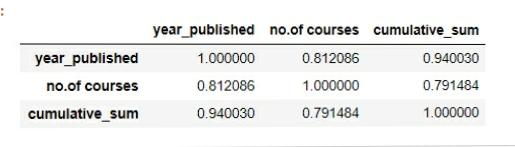 :
year_published no.of courses cumulative_sum
year_published 1.000000 0.812086 0.940030
no.of courses 0.812086 1.000000 0.791484
cumulative_sum 0.940030 0.791484 1.000000